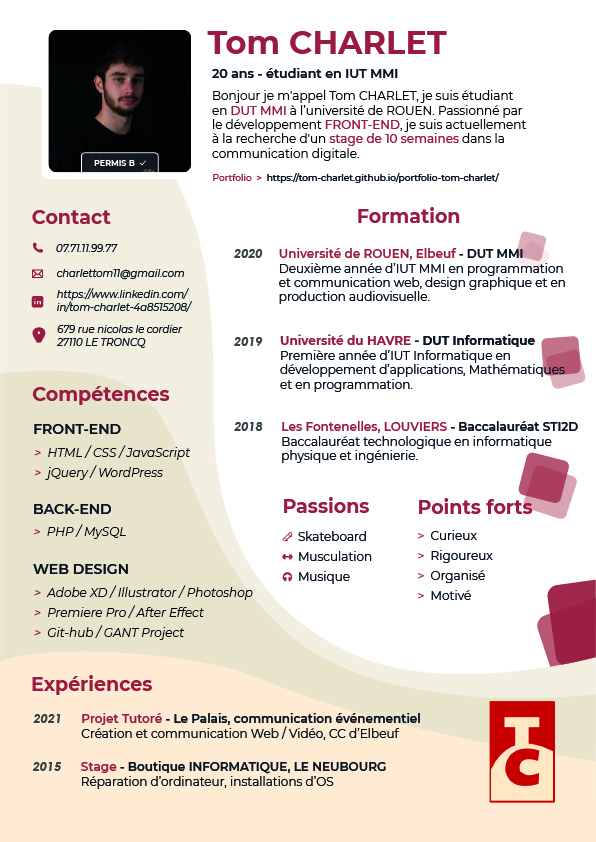 Tom CHARLET
20 ans - étudiant en IUT MMI
Bonjour je m'appel Tom CHARLET, je suis étudiant
en DUT MMI à l'université de ROUEN. Passionné par
le développement FRONT-END, je suis actuellement
à la recherche d'un stage de 10 semaines dans la
communication digitale.
Portfolio > https://tom-charlet.github.io/portfolio-tom-charlet/
PERMIS B
Contact
07.71.11.99.77
charlettom11@gmail.com
https://www.linkedin.com/
in/tom-charlet-4a8515208/
679 rue nicolas le cordier
27110 LE TRONCQ
Compétences
FRONT-END
> HTML / CSS / JavaScript
> jQuery / WordPress
BACK-END
> PHP / MySQL
WEB DESIGN
> Adobe XD / Illustrator / Photoshop
> Premiere Pro / After Effect
> Git-hub / GANT Project
Formation
2020 Université de ROUEN, Elbeuf - DUT MMI
Deuxième année d'IUT MMI en programmation
et communication web, design graphique et en
production audiovisuelle.
2019 Université du HAVRE - DUT Informatique
Première année d'IUT Informatique en
développement d'applications, Mathématiques
et en programmation.
2018 Les Fontenelles, LOUVIERS - Baccalauréat STI2D
Baccalauréat technologique en informatique
physique et ingénierie.
Passions
Skateboard
Musculation
Musique
Points forts
> Curieux
> Rigoureux
> Organisé
> Motivé
Expériences
2021 Projet Tutoré - Le Palais, communication événementiel
Création et communication Web / Vidéo, CC d'Elbeuf
2015 Stage - Boutique INFORMATIQUE, LE NEUBOURG
Réparation d'ordinateur, installations d'OS
TC